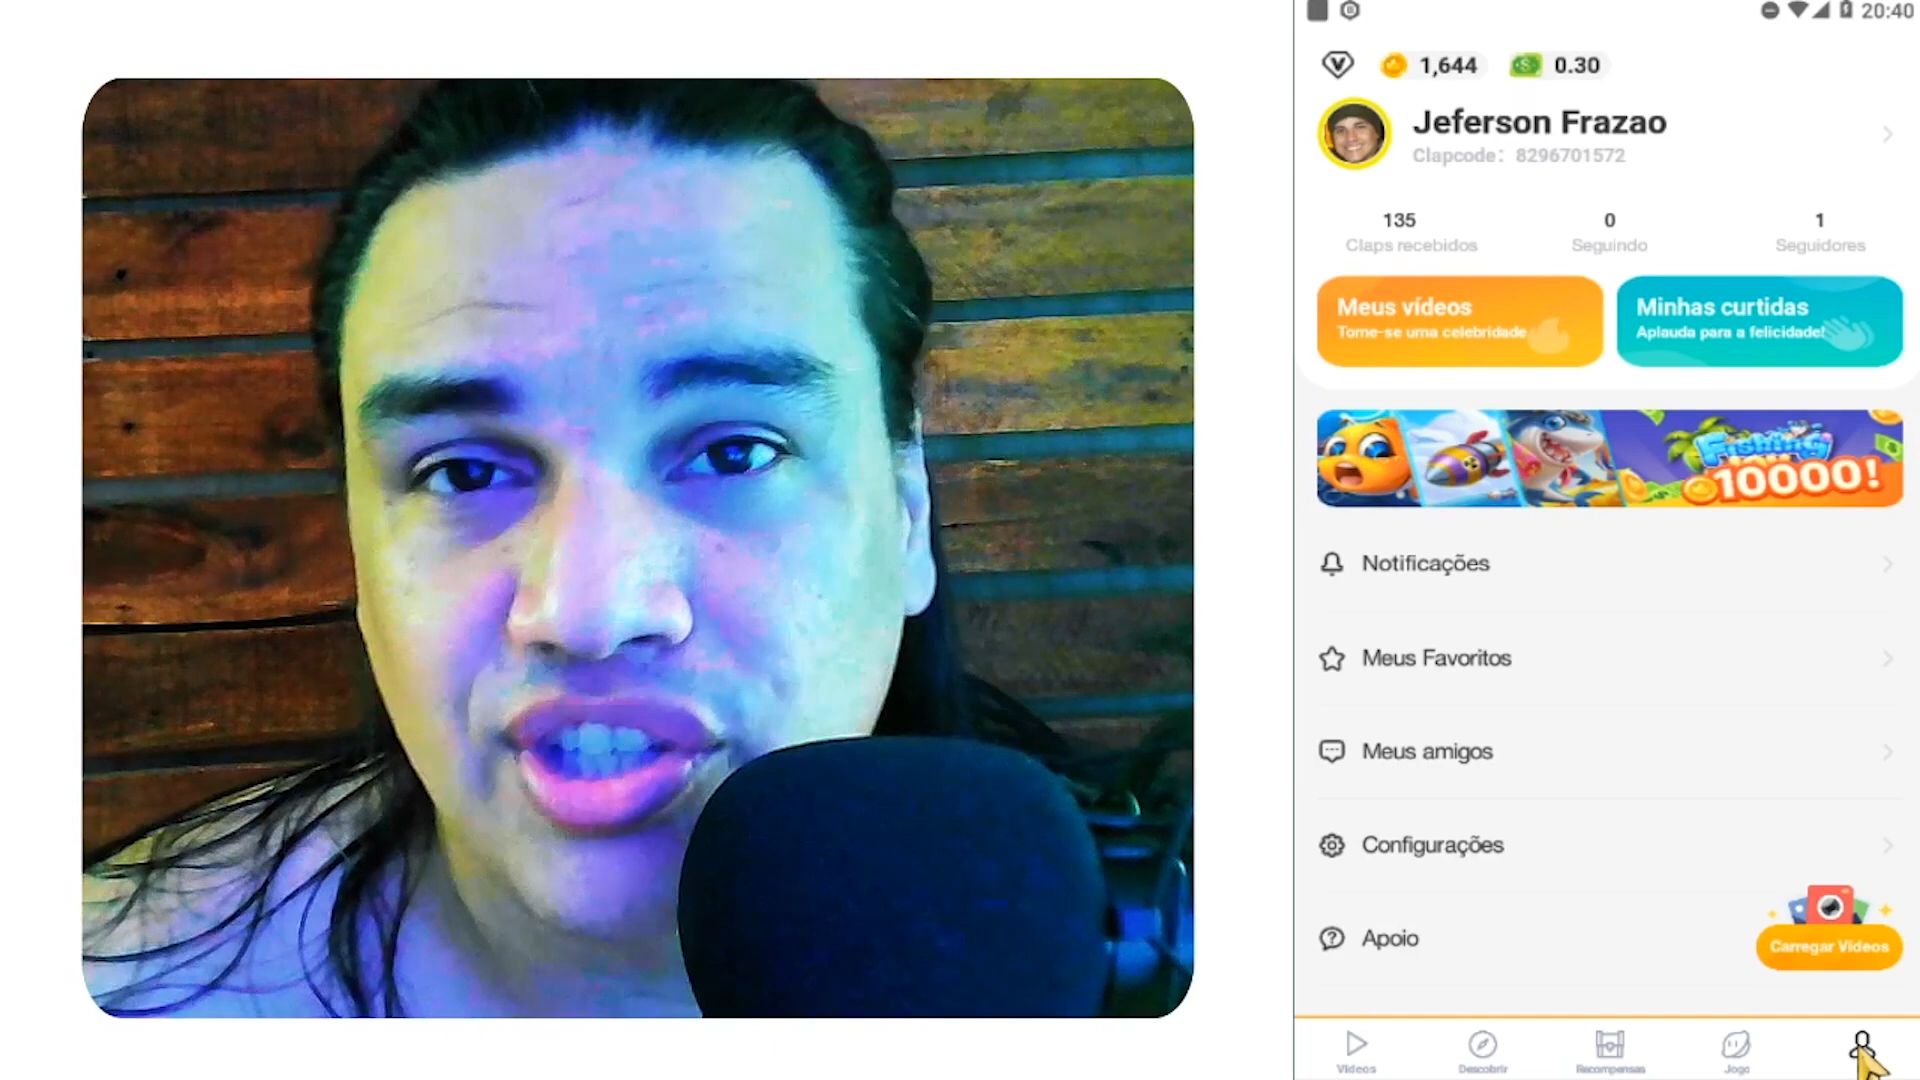 20:40
1,644
0.30
Jeferson Frazao
Clapcode: 8296701572
135
0
1
Claps recebidos
Seguindo
Seguidores
Meus vídeos
Torne-se uma celebridade
Minhas curtidas
Aplauda para a felicidade!
Fishing
10000!
Notificações
Meus Favoritos
Meus amigos
Configurações
Apoio
Carregar Vídeos
Vídeos
Descobrir
Recompensas
Jogo